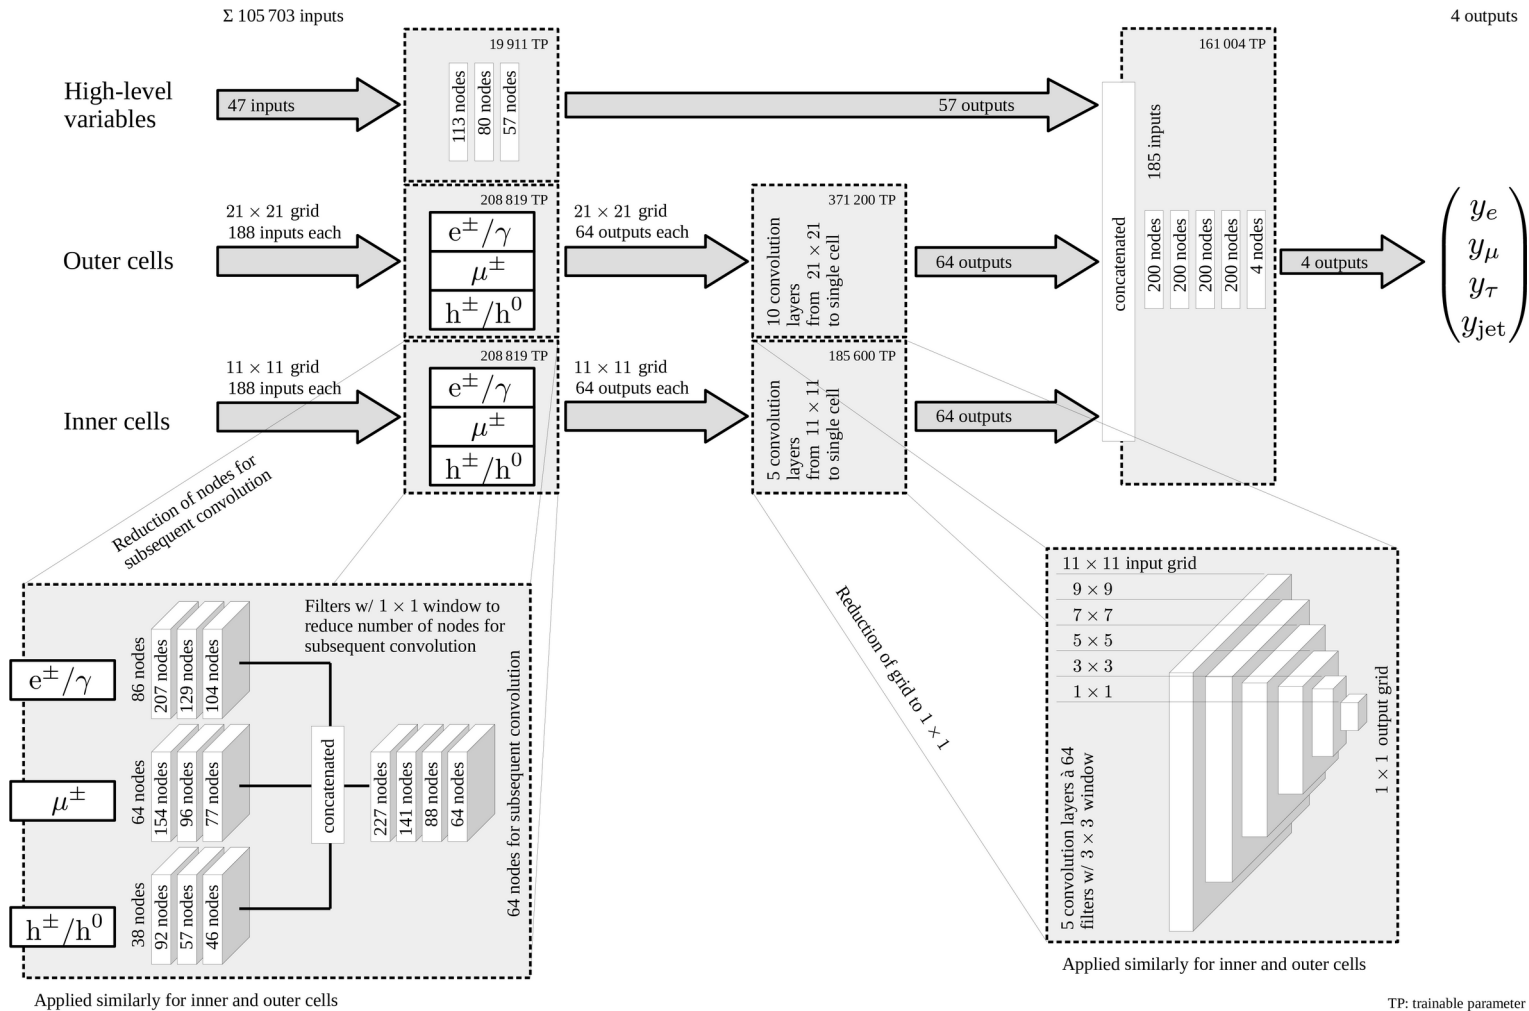 Σ 105 703 inputs
4 outputs
High-level
variables
47 inputs
19 911 TP
113 nodes
80 nodes
57 nodes
57 outputs
161 004 TP
185 inputs
concatenated
200 nodes
200 nodes
200 nodes
200 nodes
4 nodes
4 outputs
y_e
y_μ
y_τ
y_jet
Outer cells
21 × 21 grid
188 inputs each
208 819 TP
e±/γ
μ±
h±/h⁰
21 × 21 grid
64 outputs each
371 200 TP
10 convolution
layers
from 21 × 21
to single cell
64 outputs
Inner cells
11 × 11 grid
188 inputs each
208 819 TP
e±/γ
μ±
h±/h⁰
11 × 11 grid
64 outputs each
185 600 TP
5 convolution
layers
from 11 × 11
to single cell
64 outputs
Reduction of nodes for
subsequent convolution
Filters w/ 1 × 1 window to
reduce number of nodes for
subsequent convolution
e±/γ
86 nodes
207 nodes
129 nodes
104 nodes
μ±
64 nodes
154 nodes
96 nodes
77 nodes
h±/h⁰
38 nodes
92 nodes
57 nodes
46 nodes
concatenated
227 nodes
141 nodes
88 nodes
64 nodes
64 nodes for subsequent convolution
Applied similarly for inner and outer cells
Reduction of grid to 1 × 1
11 × 11 input grid
9 × 9
7 × 7
5 × 5
3 × 3
1 × 1
5 convolution layers à 64
filters w/ 3 × 3 window
1 × 1 output grid
Applied similarly for inner and outer cells
TP: trainable parameter